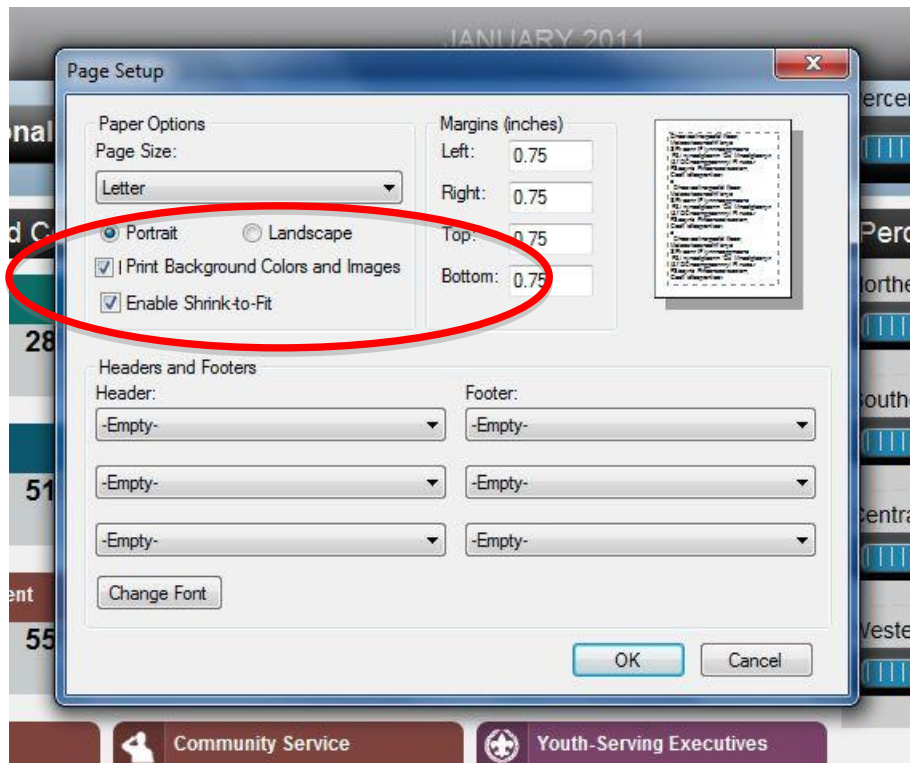 JANUARY 2011
Page Setup
Paper Options
Page Size:
Letter
Portrait
Landscape
Print Background Colors and Images
Enable Shrink-to-Fit
Margins (inches)
Left: 0.75
Right: 0.75
Top: 0.75
Bottom: 0.75
Headers and Footers
Header:
Footer:
-Empty-
-Empty-
-Empty-
-Empty-
-Empty-
-Empty-
Change Font
OK
Cancel
28
51
55
Community Service
Youth-Serving Executives